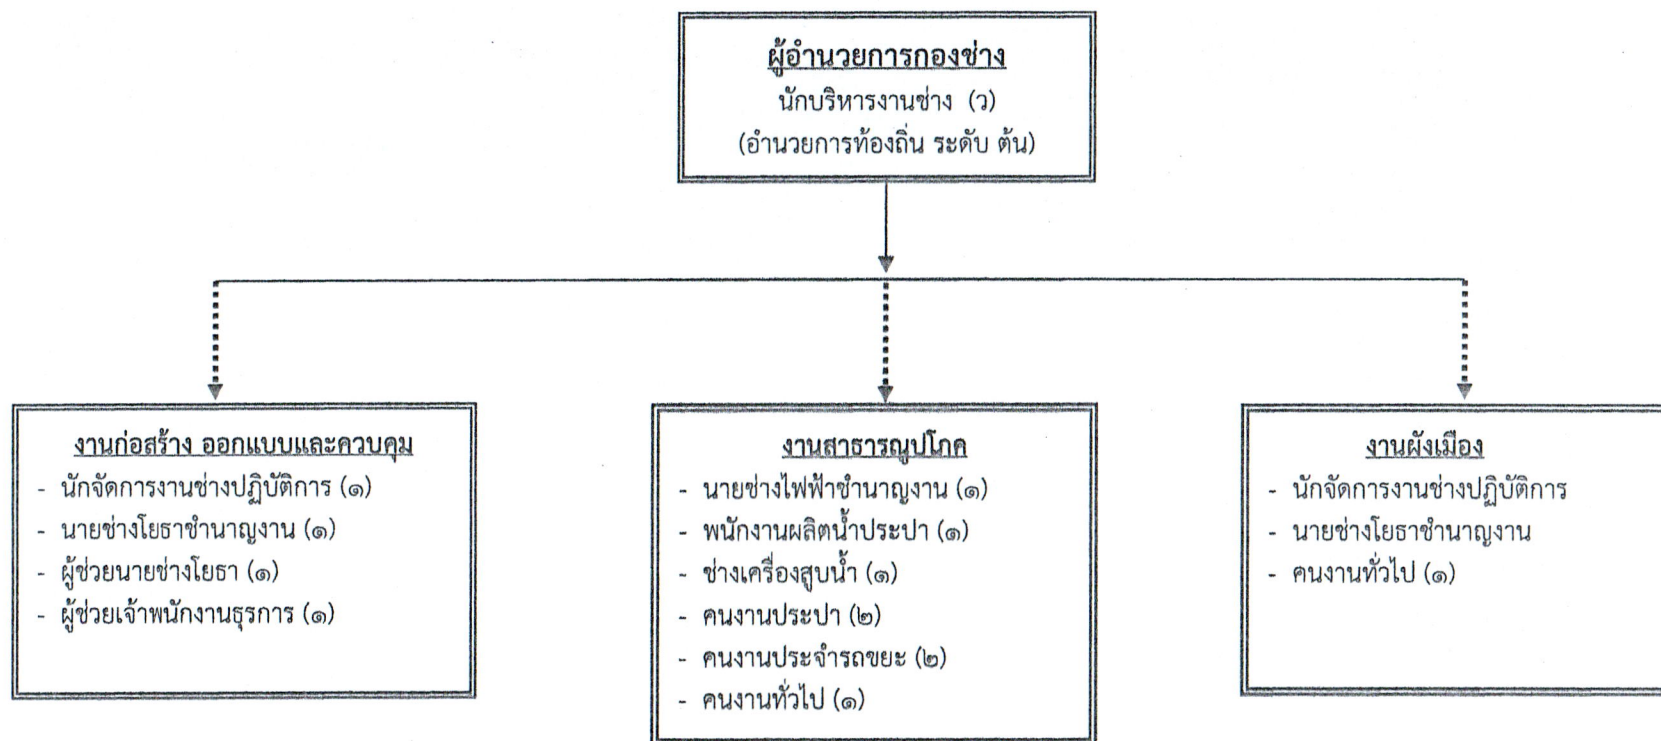 ผู้อำนวยการกองช่าง
นักบริหารงานช่าง (ว)
(อำนวยการท้องถิ่น ระดับ ต้น)
งานก่อสร้าง ออกแบบและควบคุม
- นักจัดการงานช่างปฏิบัติการ (๑)
- นายช่างโยธาชำนาญงาน (๑)
- ผู้ช่วยนายช่างโยธา (๑)
- ผู้ช่วยเจ้าพนักงานธุรการ (๑)
งานสาธารณูปโภค
- นายช่างไฟฟ้าชำนาญงาน (๑)
- พนักงานผลิตน้ำประปา (๑)
- ช่างเครื่องสูบน้ำ (๑)
- คนงานประปา (๒)
- คนงานประจำรถขยะ (๒)
- คนงานทั่วไป (๑)
งานผังเมือง
- นักจัดการงานช่างปฏิบัติการ
- นายช่างโยธาชำนาญงาน
- คนงานทั่วไป (๑)